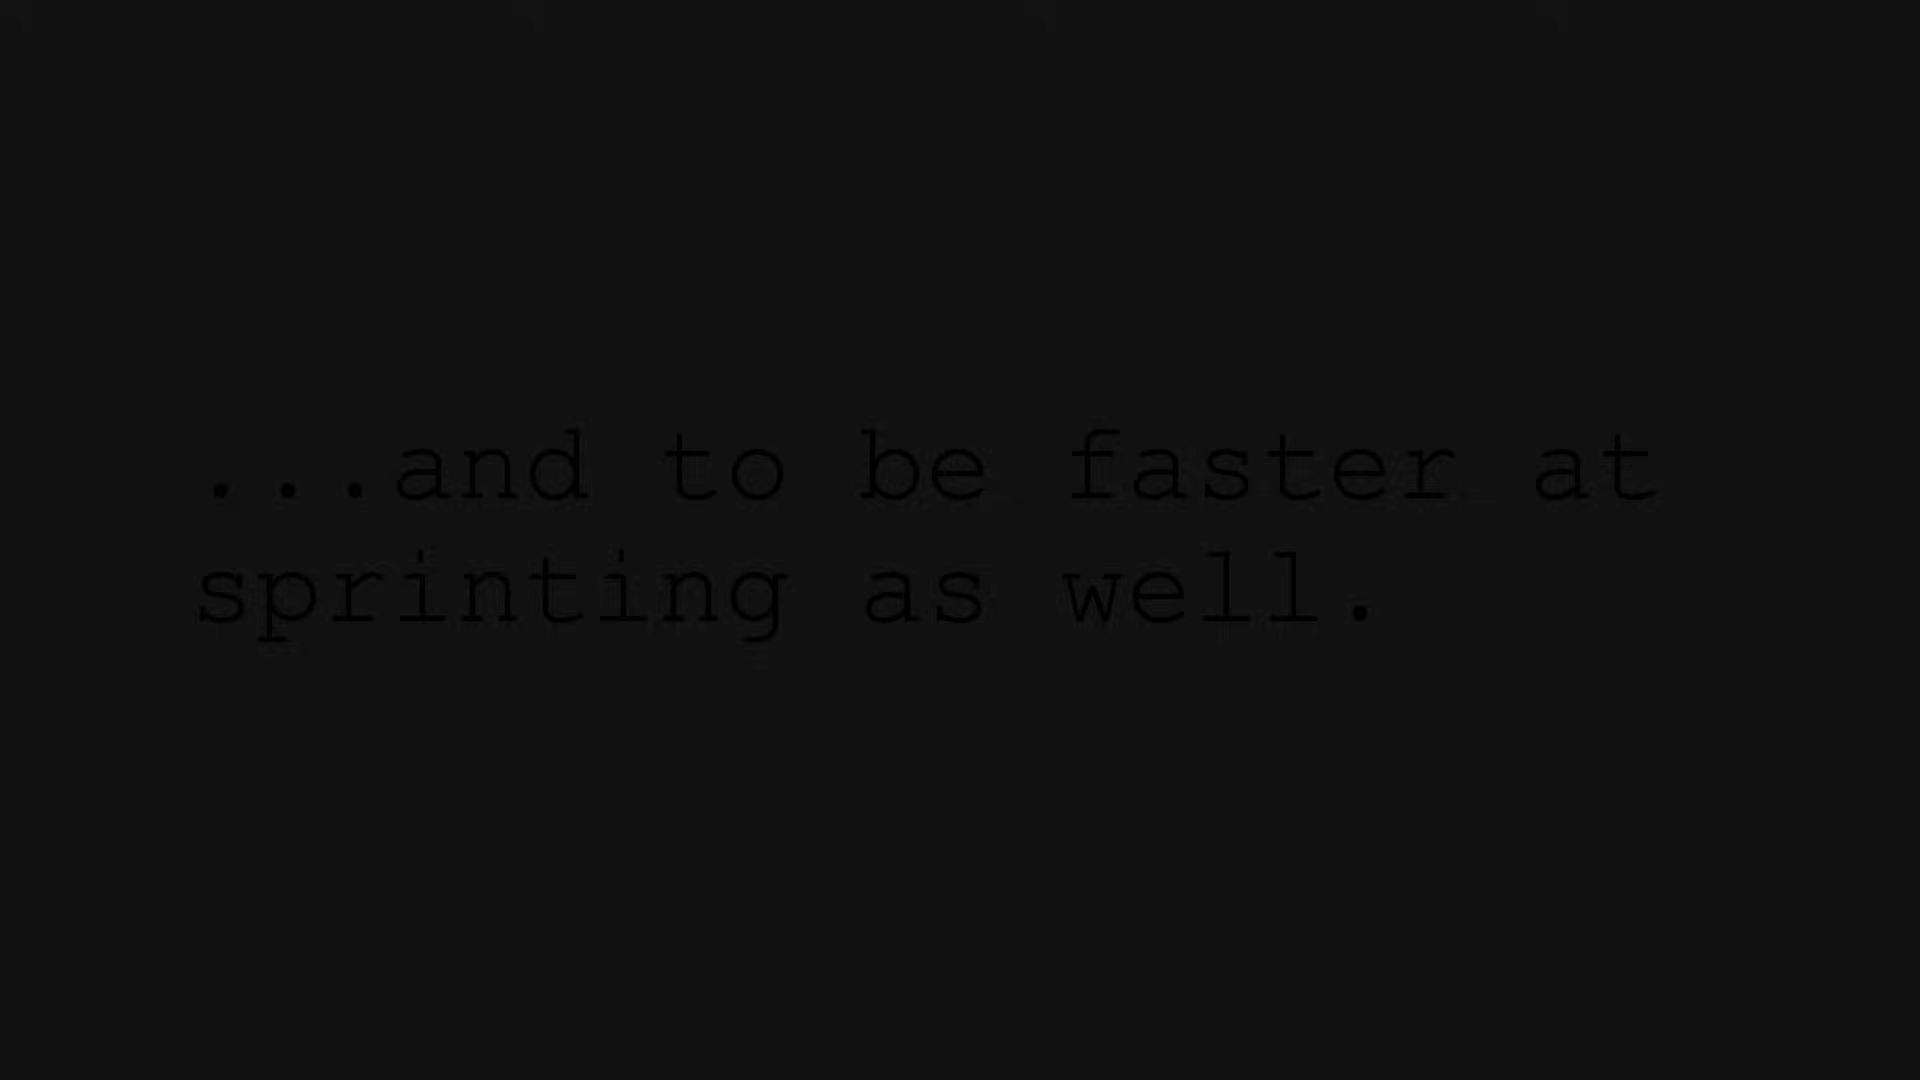 ...and to be faster at
sprinting as well.